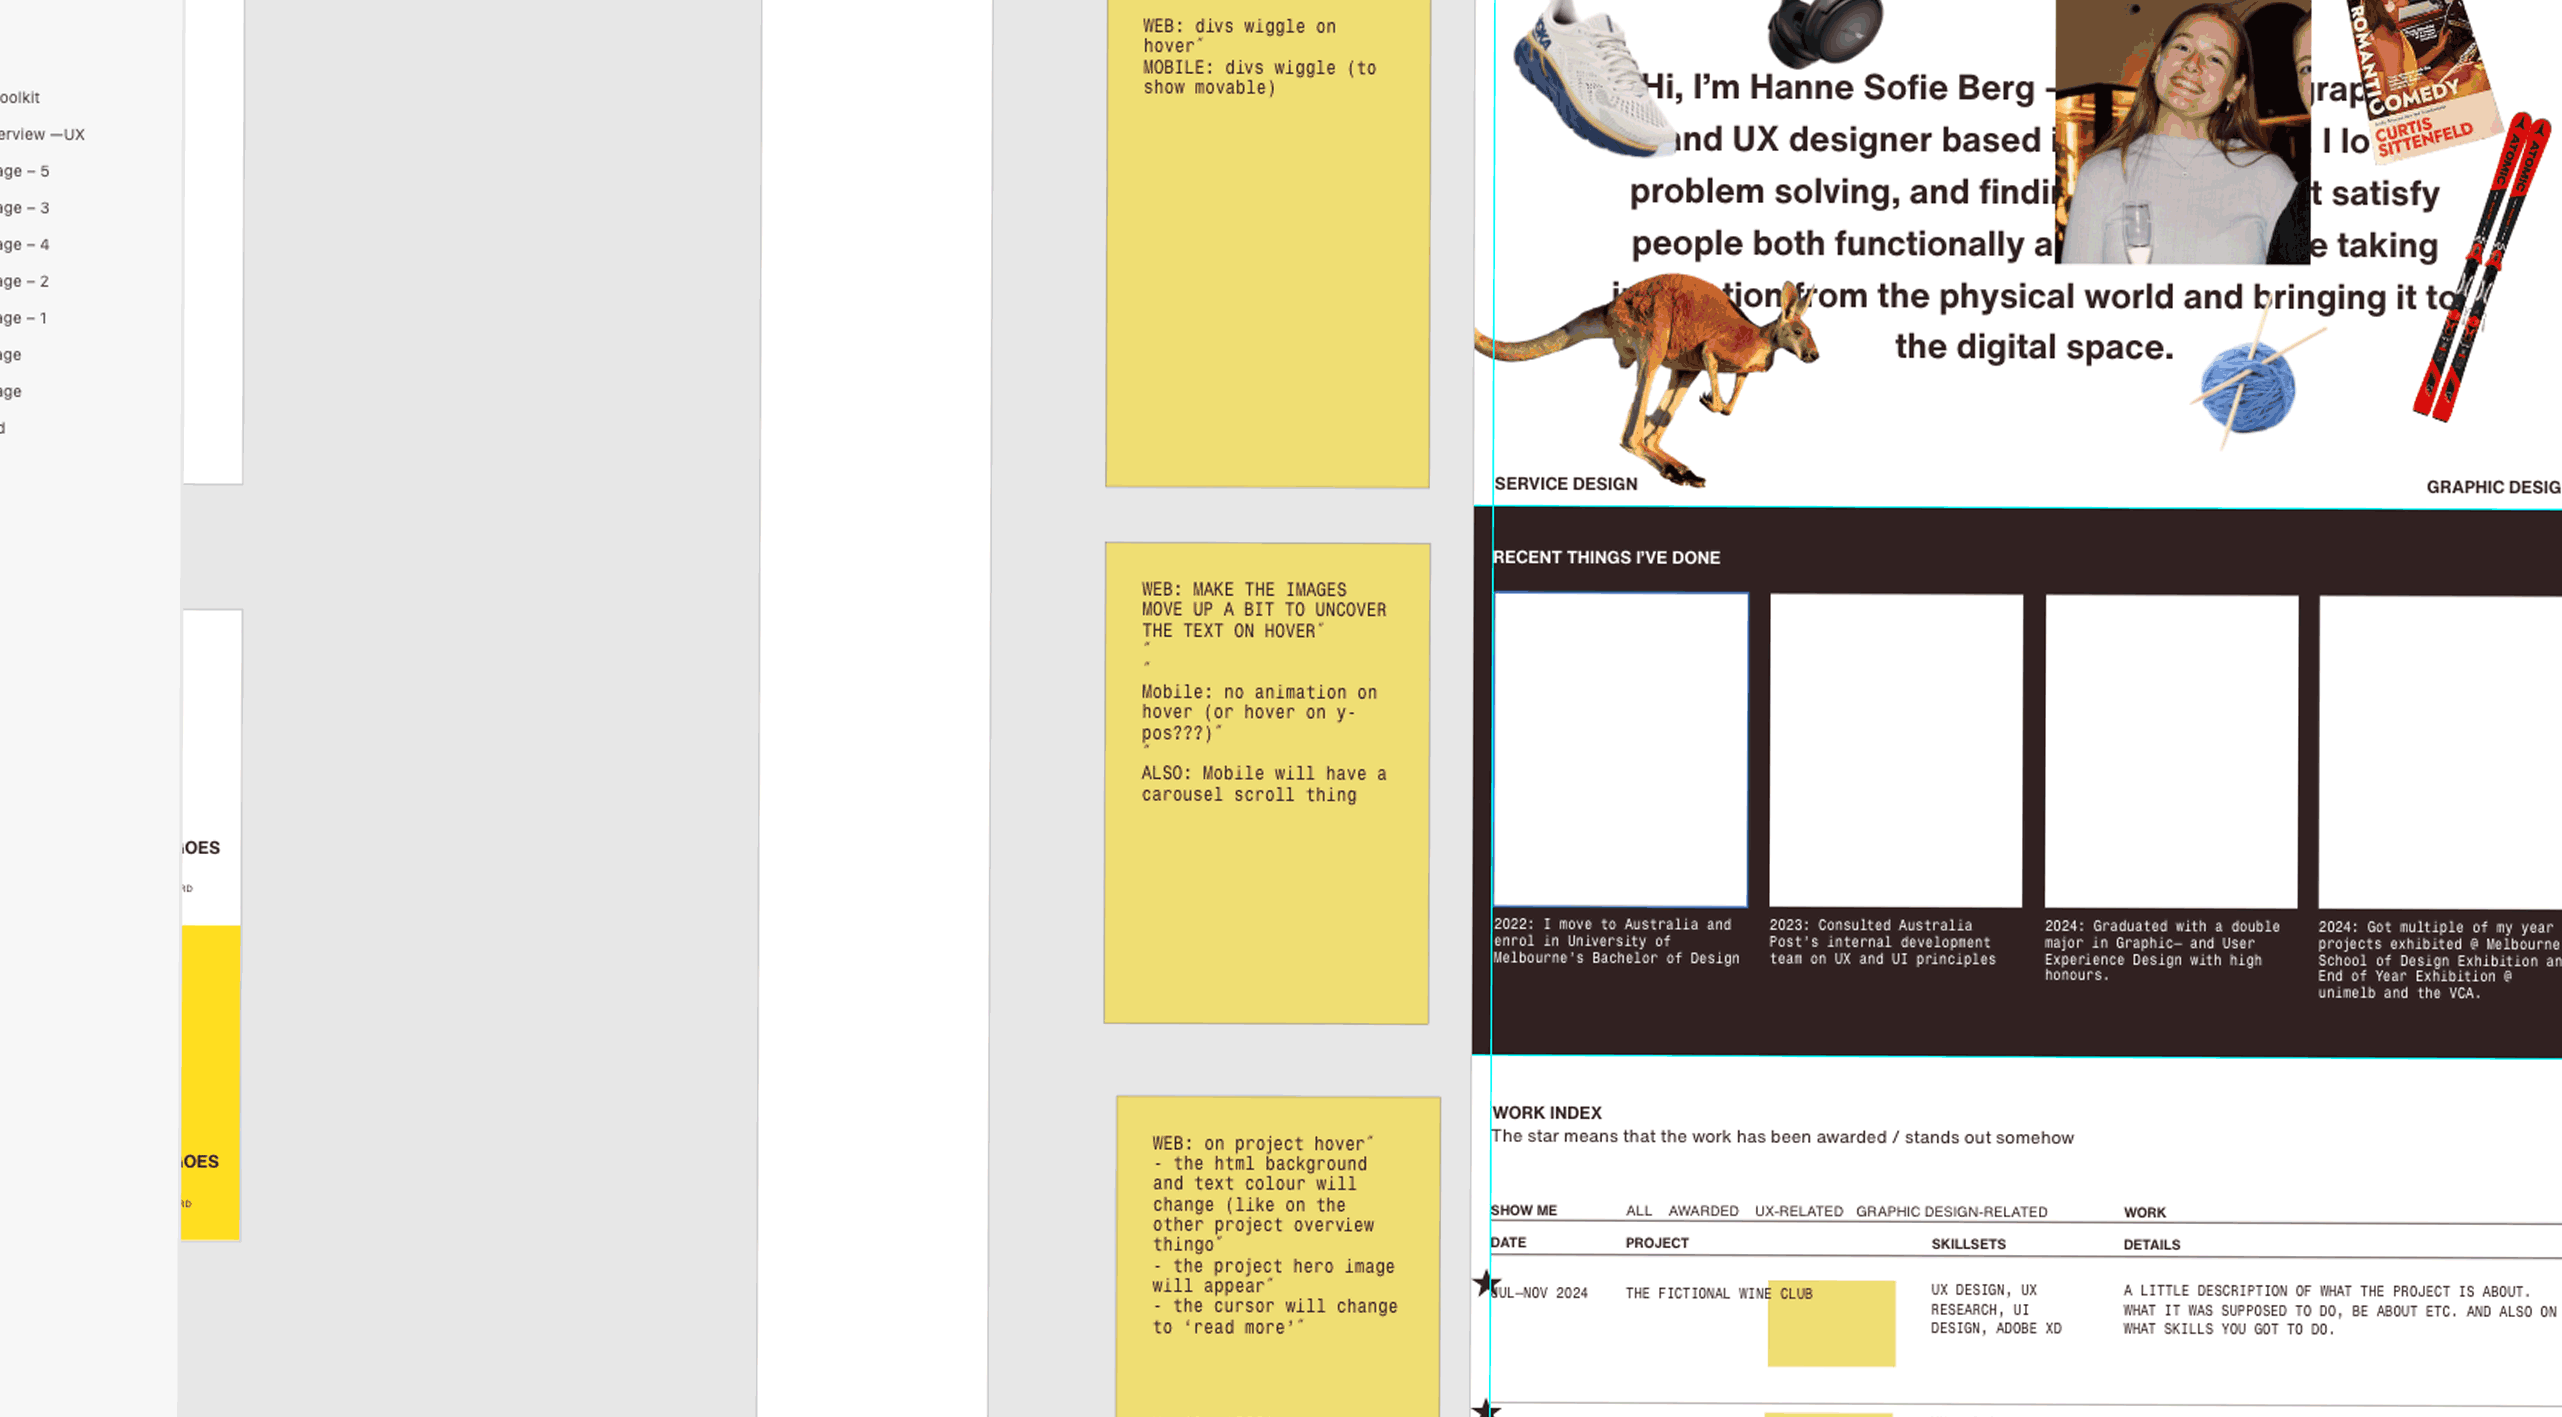 oolkit
erview —UX
age – 5
age – 3
age – 4
age – 2
age – 1
age
age
d
OES
RD
OES
RD
WEB: divs wiggle on
hover
MOBILE: divs wiggle (to
show movable)
WEB: MAKE THE IMAGES
MOVE UP A BIT TO UNCOVER
THE TEXT ON HOVER
Mobile: no animation on
hover (or hover on y-
pos???)
ALSO: Mobile will have a
carousel scroll thing
WEB: on project hover
- the html background
and text colour will
change (like on the
other project overview
thingo
- the project hero image
will appear
- the cursor will change
to ‘read more’
HOKA
ROMANTIC
COMEDY
CURTIS
SITTENFELD
ATOMIC
ATOMIC
Hi, I’m Hanne Sofie Berg – grap
and UX designer based i I lo
problem solving, and findi t satisfy
people both functionally a e taking
i tion from the physical world and bringing it to
the digital space.
SERVICE DESIGN
GRAPHIC DESIG
RECENT THINGS I’VE DONE
2022: I move to Australia and
enrol in University of
Melbourne's Bachelor of Design
2023: Consulted Australia
Post's internal development
team on UX and UI principles
2024: Graduated with a double
major in Graphic– and User
Experience Design with high
honours.
2024: Got multiple of my year
projects exhibited @ Melbourne
School of Design Exhibition an
End of Year Exhibition @
unimelb and the VCA.
WORK INDEX
The star means that the work has been awarded / stands out somehow
SHOW ME ALL AWARDED UX-RELATED GRAPHIC DESIGN-RELATED WORK
DATE PROJECT SKILLSETS DETAILS
JUL–NOV 2024
THE FICTIONAL WINE CLUB
UX DESIGN, UX
RESEARCH, UI
DESIGN, ADOBE XD
A LITTLE DESCRIPTION OF WHAT THE PROJECT IS ABOUT.
WHAT IT WAS SUPPOSED TO DO, BE ABOUT ETC. AND ALSO ON
WHAT SKILLS YOU GOT TO DO.